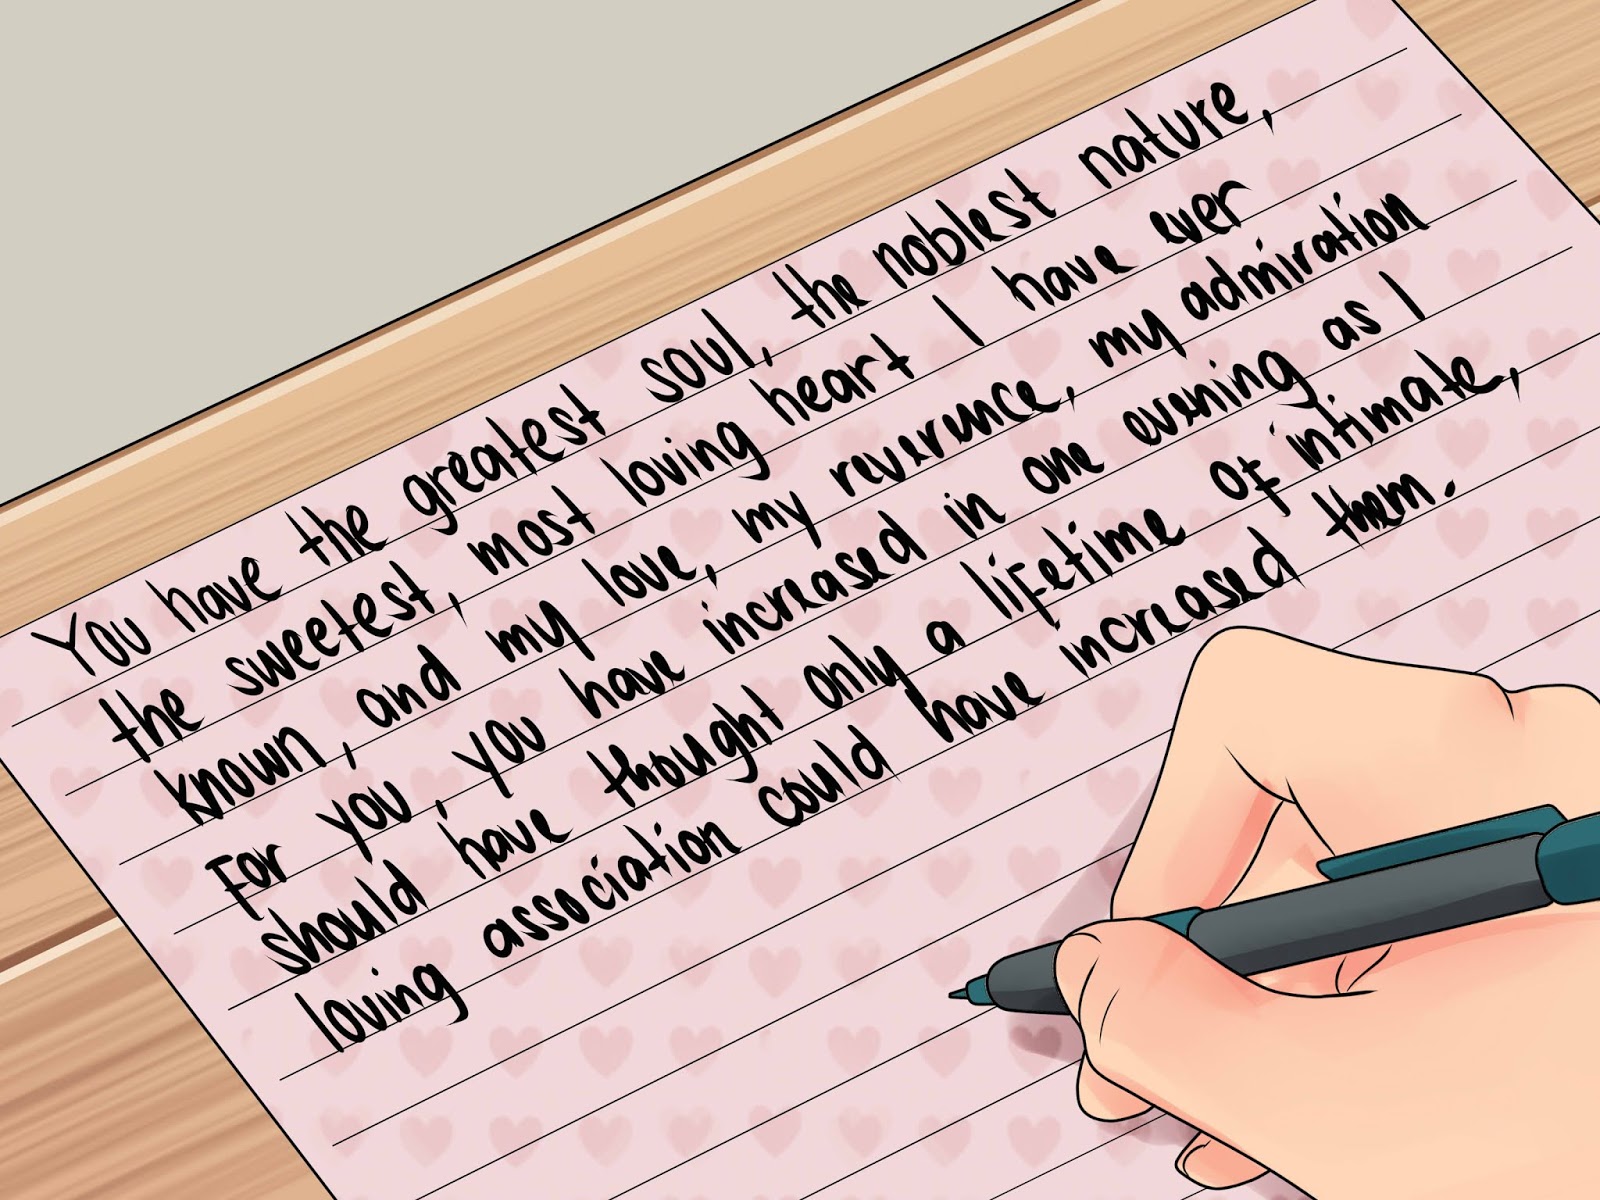 You have the greatest soul, the noblest nature,
the sweetest, most loving heart I have ever
known, and my love, my reverence, my admiration
For you, you have increased in one evening as I
should have thought only a lifetime of intimate,
loving association could have increased them.